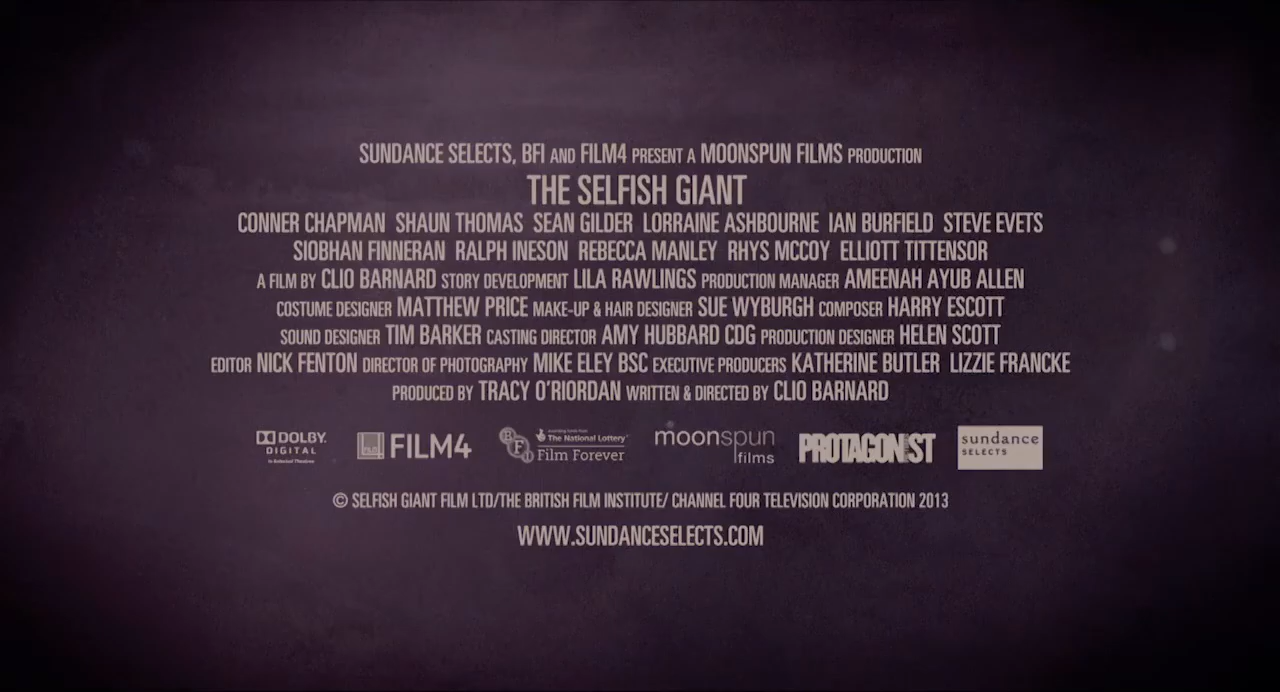 SUNDANCE SELECTS, BFI AND FILM4 PRESENT A MOONSPUN FILMS PRODUCTION
THE SELFISH GIANT
CONNER CHAPMAN SHAUN THOMAS SEAN GILDER LORRAINE ASHBOURNE IAN BURFIELD STEVE EVETS
SIOBHAN FINNERAN RALPH INESON REBECCA MANLEY RHYS MCCOY ELLIOTT TITTENSOR
A FILM BY CLIO BARNARD STORY DEVELOPMENT LILA RAWLINGS PRODUCTION MANAGER AMEENAH AYUB ALLEN
COSTUME DESIGNER MATTHEW PRICE MAKE-UP & HAIR DESIGNER SUE WYBURGH COMPOSER HARRY ESCOTT
SOUND DESIGNER TIM BARKER CASTING DIRECTOR AMY HUBBARD CDG PRODUCTION DESIGNER HELEN SCOTT
EDITOR NICK FENTON DIRECTOR OF PHOTOGRAPHY MIKE ELEY BSC EXECUTIVE PRODUCERS KATHERINE BUTLER LIZZIE FRANCKE
PRODUCED BY TRACY O'RIORDAN WRITTEN & DIRECTED BY CLIO BARNARD
DOLBY
DIGITAL
In Selected Theatres
FILM4
BFI
The National Lottery
Film Forever
moonspun
films
PROTAGONIST
sundance
SELECTS
© SELFISH GIANT FILM LTD/THE BRITISH FILM INSTITUTE/ CHANNEL FOUR TELEVISION CORPORATION 2013
WWW.SUNDANCESELECTS.COM